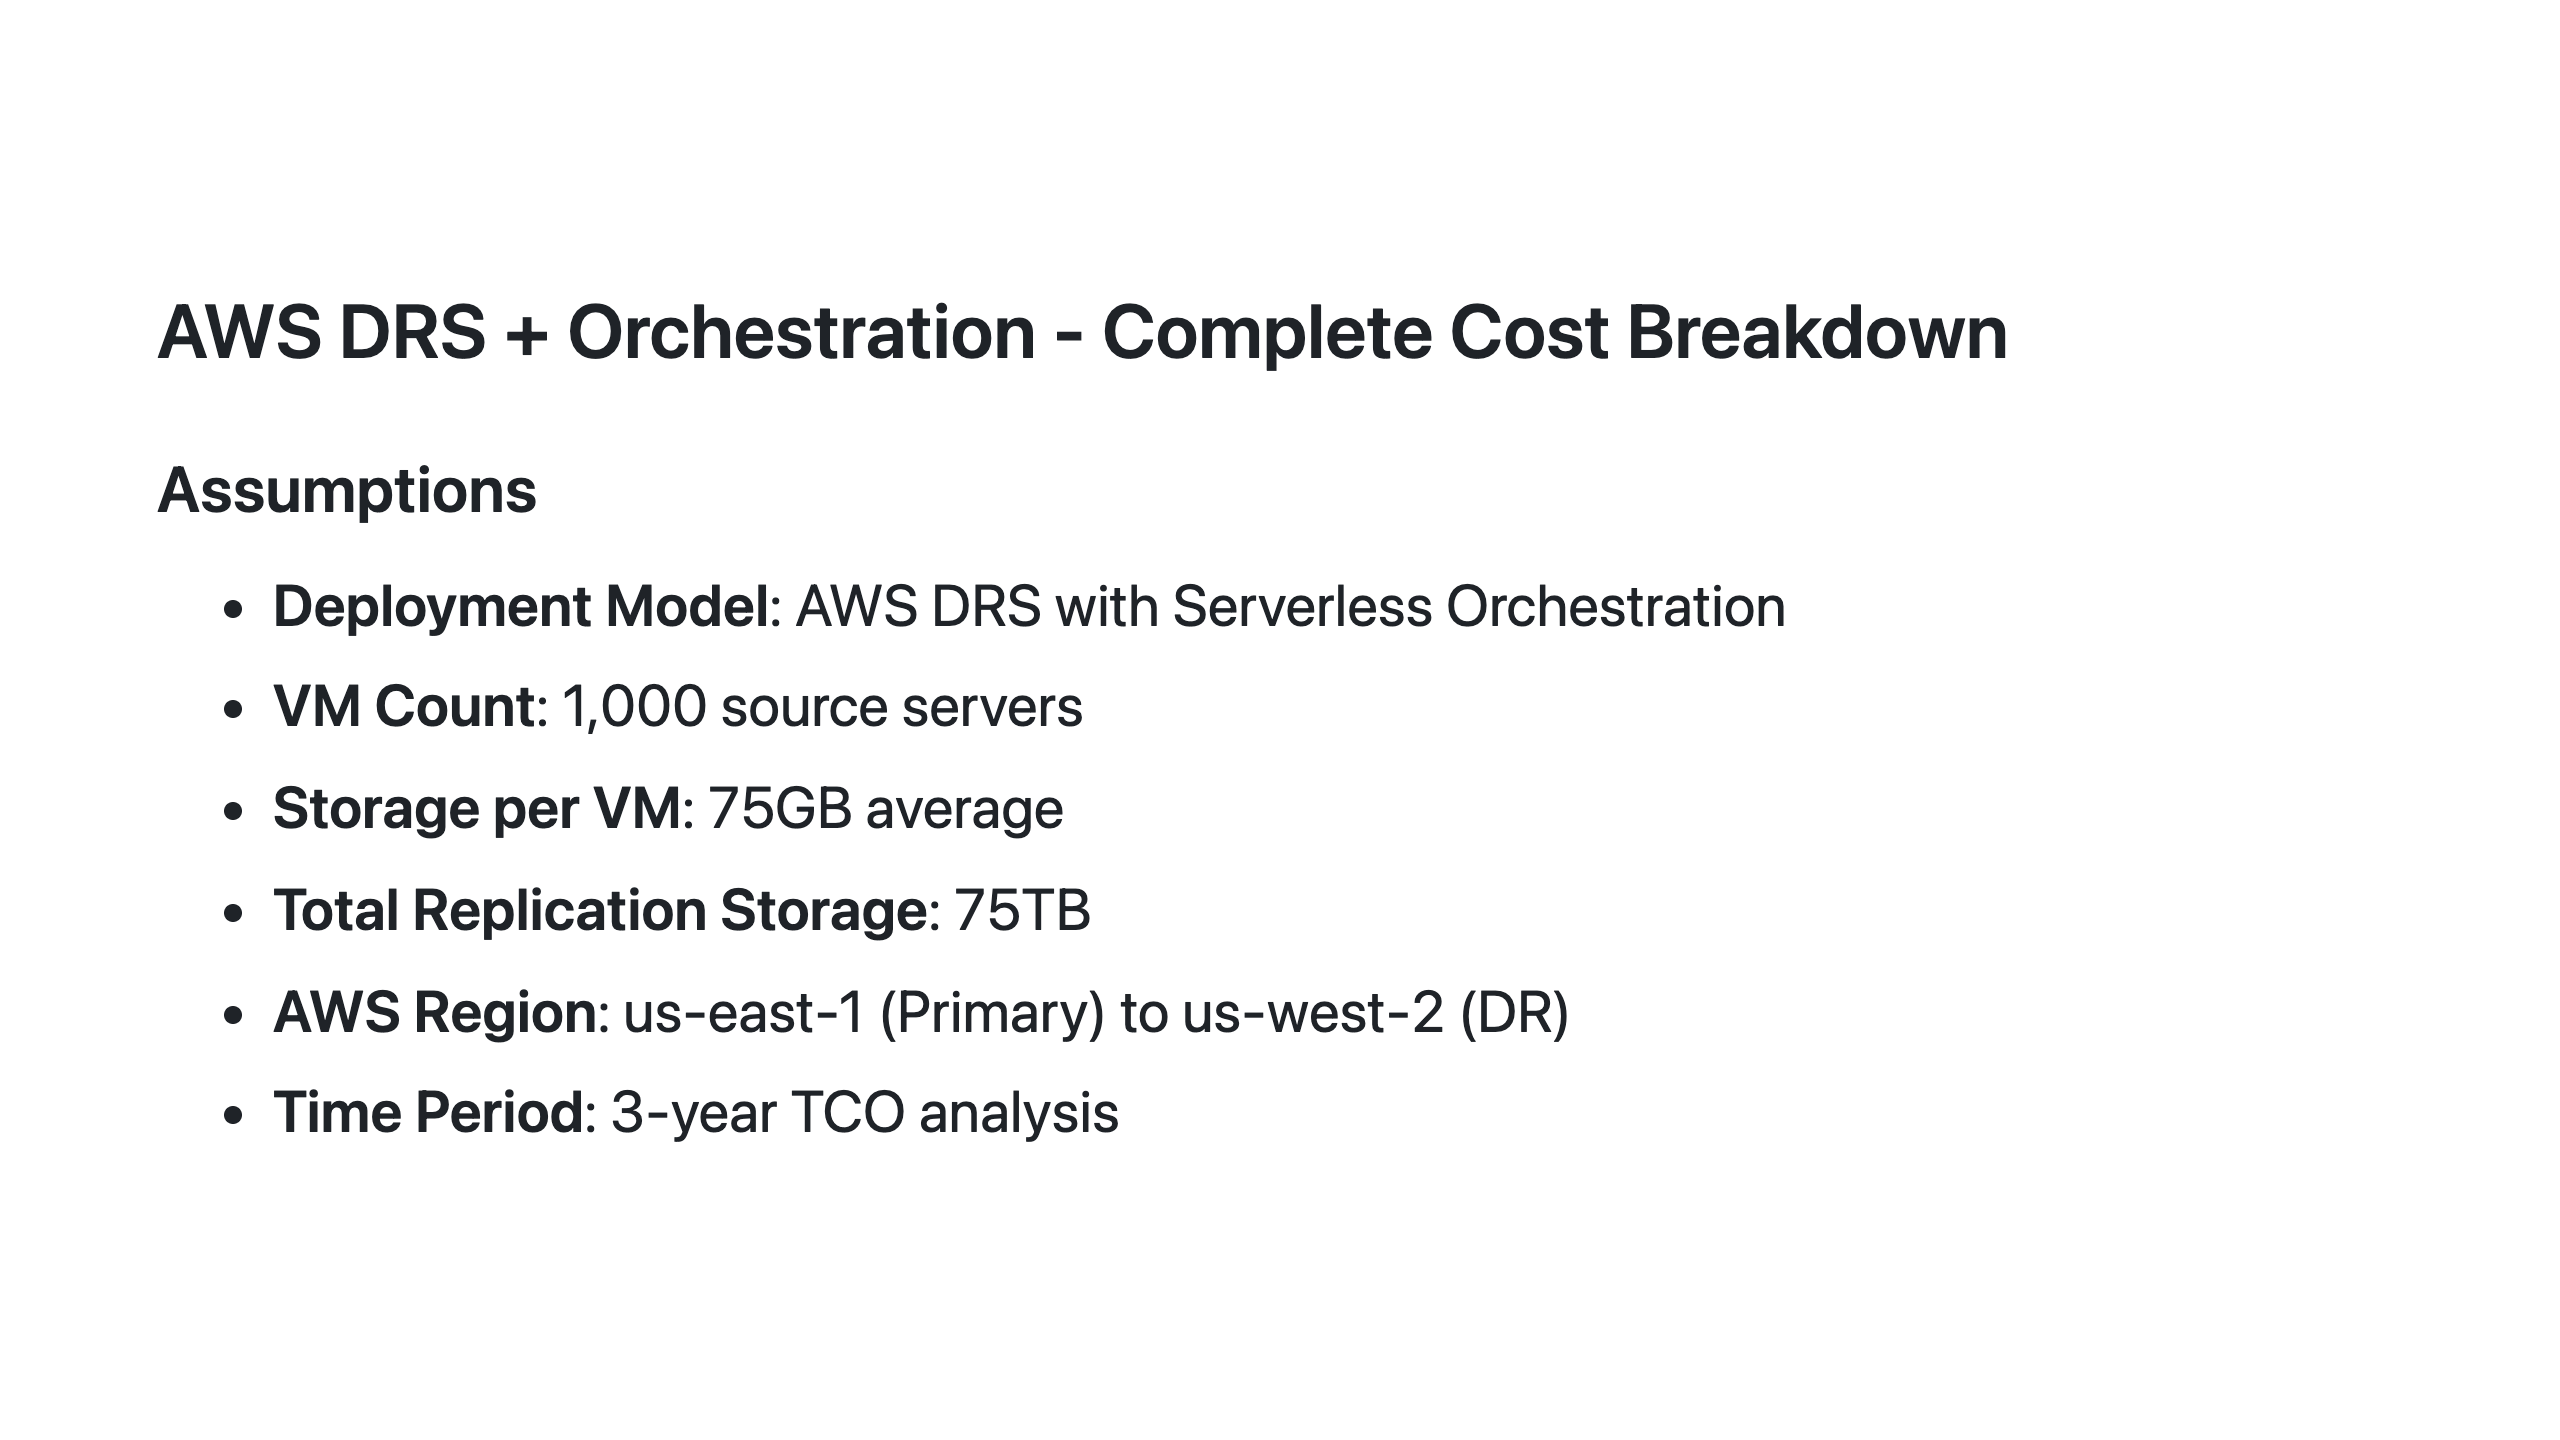 AWS DRS + Orchestration - Complete Cost Breakdown
Assumptions
• Deployment Model: AWS DRS with Serverless Orchestration
• VM Count: 1,000 source servers
• Storage per VM: 75GB average
• Total Replication Storage: 75TB
• AWS Region: us-east-1 (Primary) to us-west-2 (DR)
• Time Period: 3-year TCO analysis